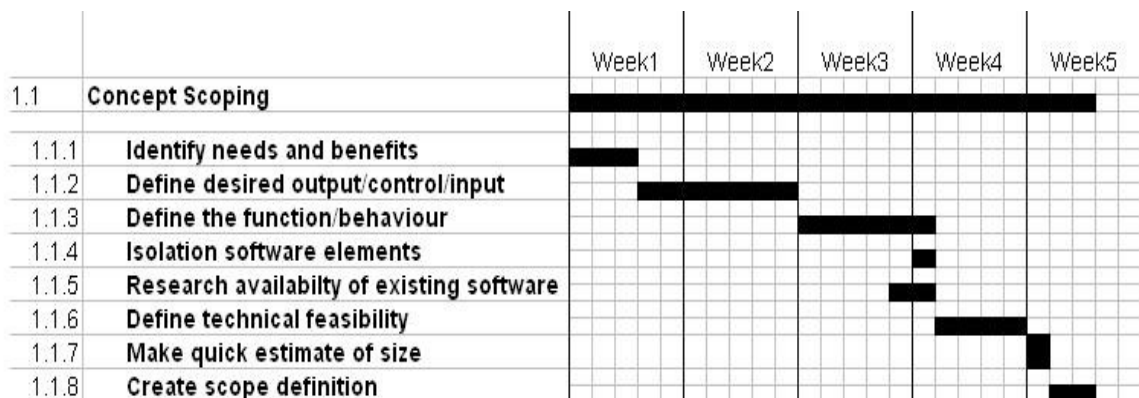 Week1 Week2 Week3 Week4 Week5
1.1 Concept Scoping
1.1.1 Identify needs and benefits
1.1.2 Define desired output/control/input
1.1.3 Define the function/behaviour
1.1.4 Isolation software elements
1.1.5 Research availabilty of existing software
1.1.6 Define technical feasibility
1.1.7 Make quick estimate of size
1.1.8 Create scope definition